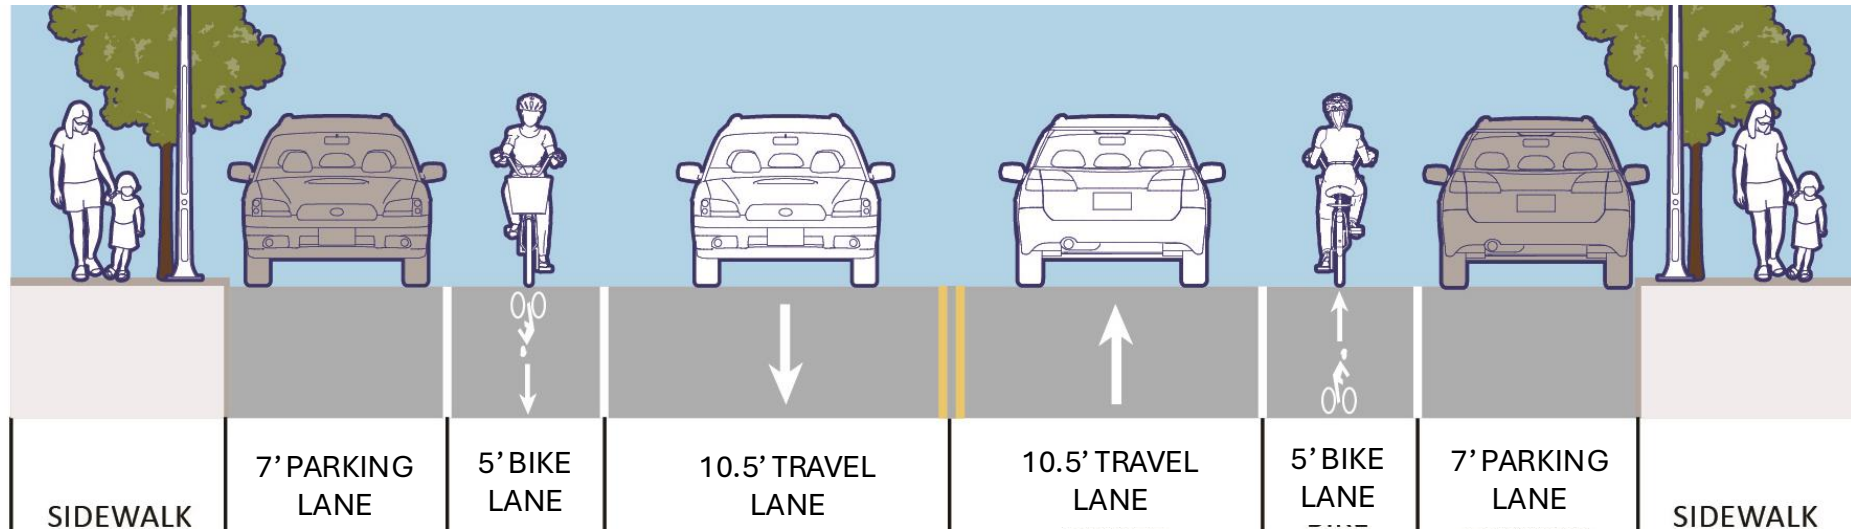 SIDEWALK
7' PARKING
LANE
5' BIKE
LANE
10.5' TRAVEL
LANE
10.5' TRAVEL
LANE
5' BIKE
LANE
7' PARKING
LANE
SIDEWALK